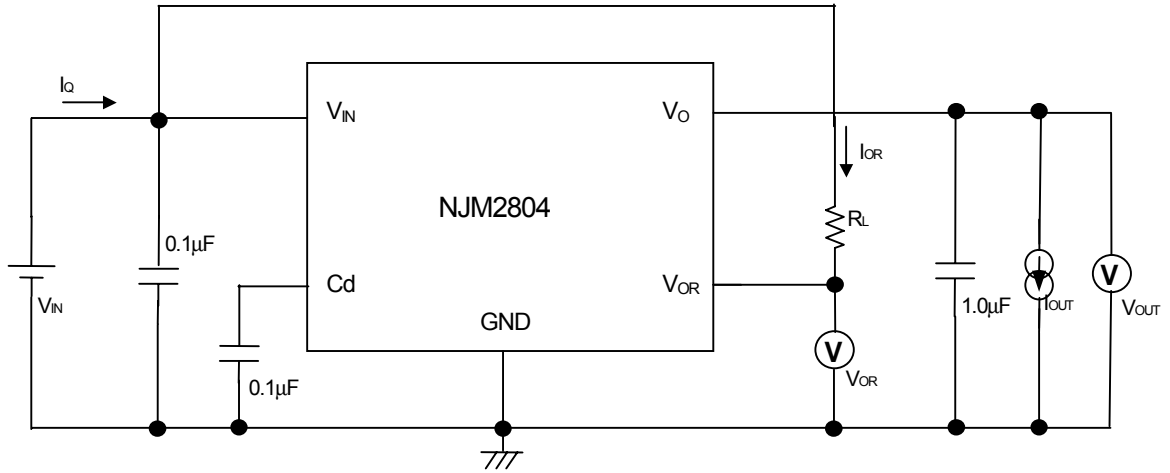 IQ
VIN
VO
IOR
NJM2804
RL
0.1μF
Cd
VOR
VIN
GND
1.0μF
IOUT
V
VOUT
0.1μF
V
VOR